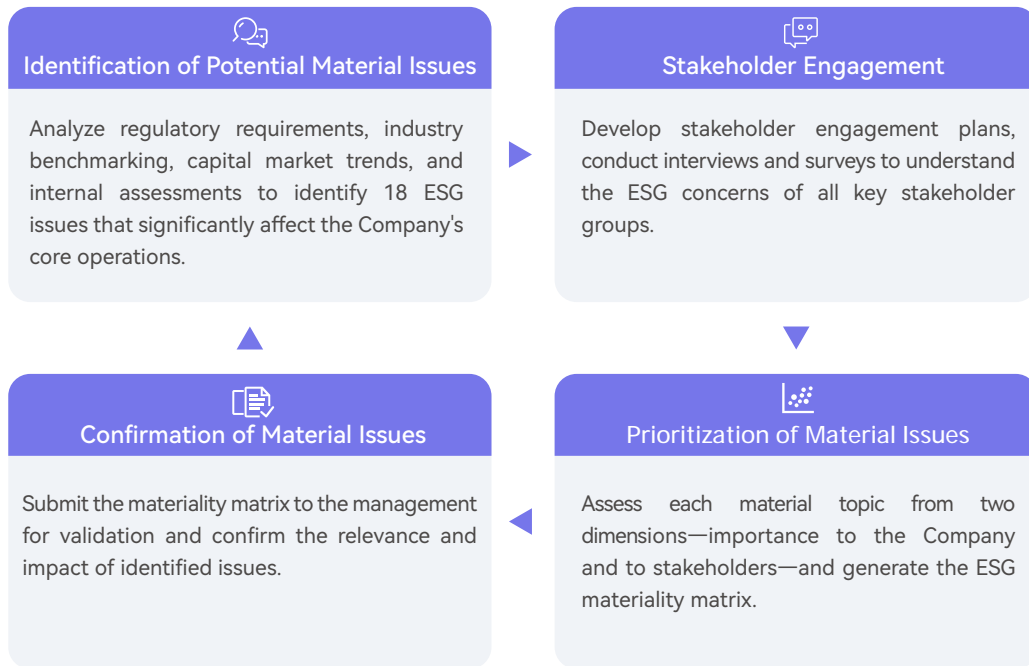 Identification of Potential Material Issues
Analyze regulatory requirements, industry
benchmarking, capital market trends, and
internal assessments to identify 18 ESG
issues that significantly affect the Company's
core operations.
Stakeholder Engagement
Develop stakeholder engagement plans,
conduct interviews and surveys to understand
the ESG concerns of all key stakeholder
groups.
Prioritization of Material Issues
Assess each material topic from two
dimensions—importance to the Company
and to stakeholders—and generate the ESG
materiality matrix.
Confirmation of Material Issues
Submit the materiality matrix to the management
for validation and confirm the relevance and
impact of identified issues.